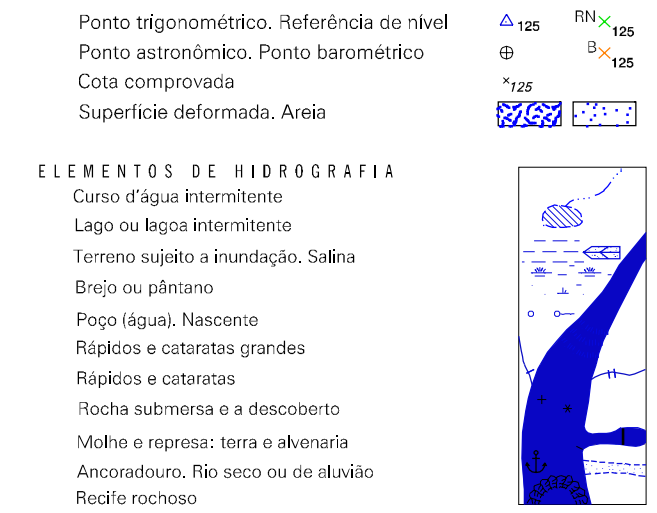 Ponto trigonométrico. Referência de nível 125 RN 125
Ponto astronômico. Ponto barométrico B 125
Cota comprovada 125
Superfície deformada. Areia
ELEMENTOS DE HIDROGRAFIA
Curso d'água intermitente
Lago ou lagoa intermitente
Terreno sujeito a inundação. Salina
Brejo ou pântano
Poço (água). Nascente
Rápidos e cataratas grandes
Rápidos e cataratas
Rocha submersa e a descoberto
Molhe e represa: terra e alvenaria
Ancoradouro. Rio seco ou de aluvião
Recife rochoso